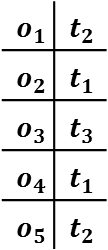 o₁ t₂
o₂ t₁
o₃ t₃
o₄ t₁
o₅ t₂